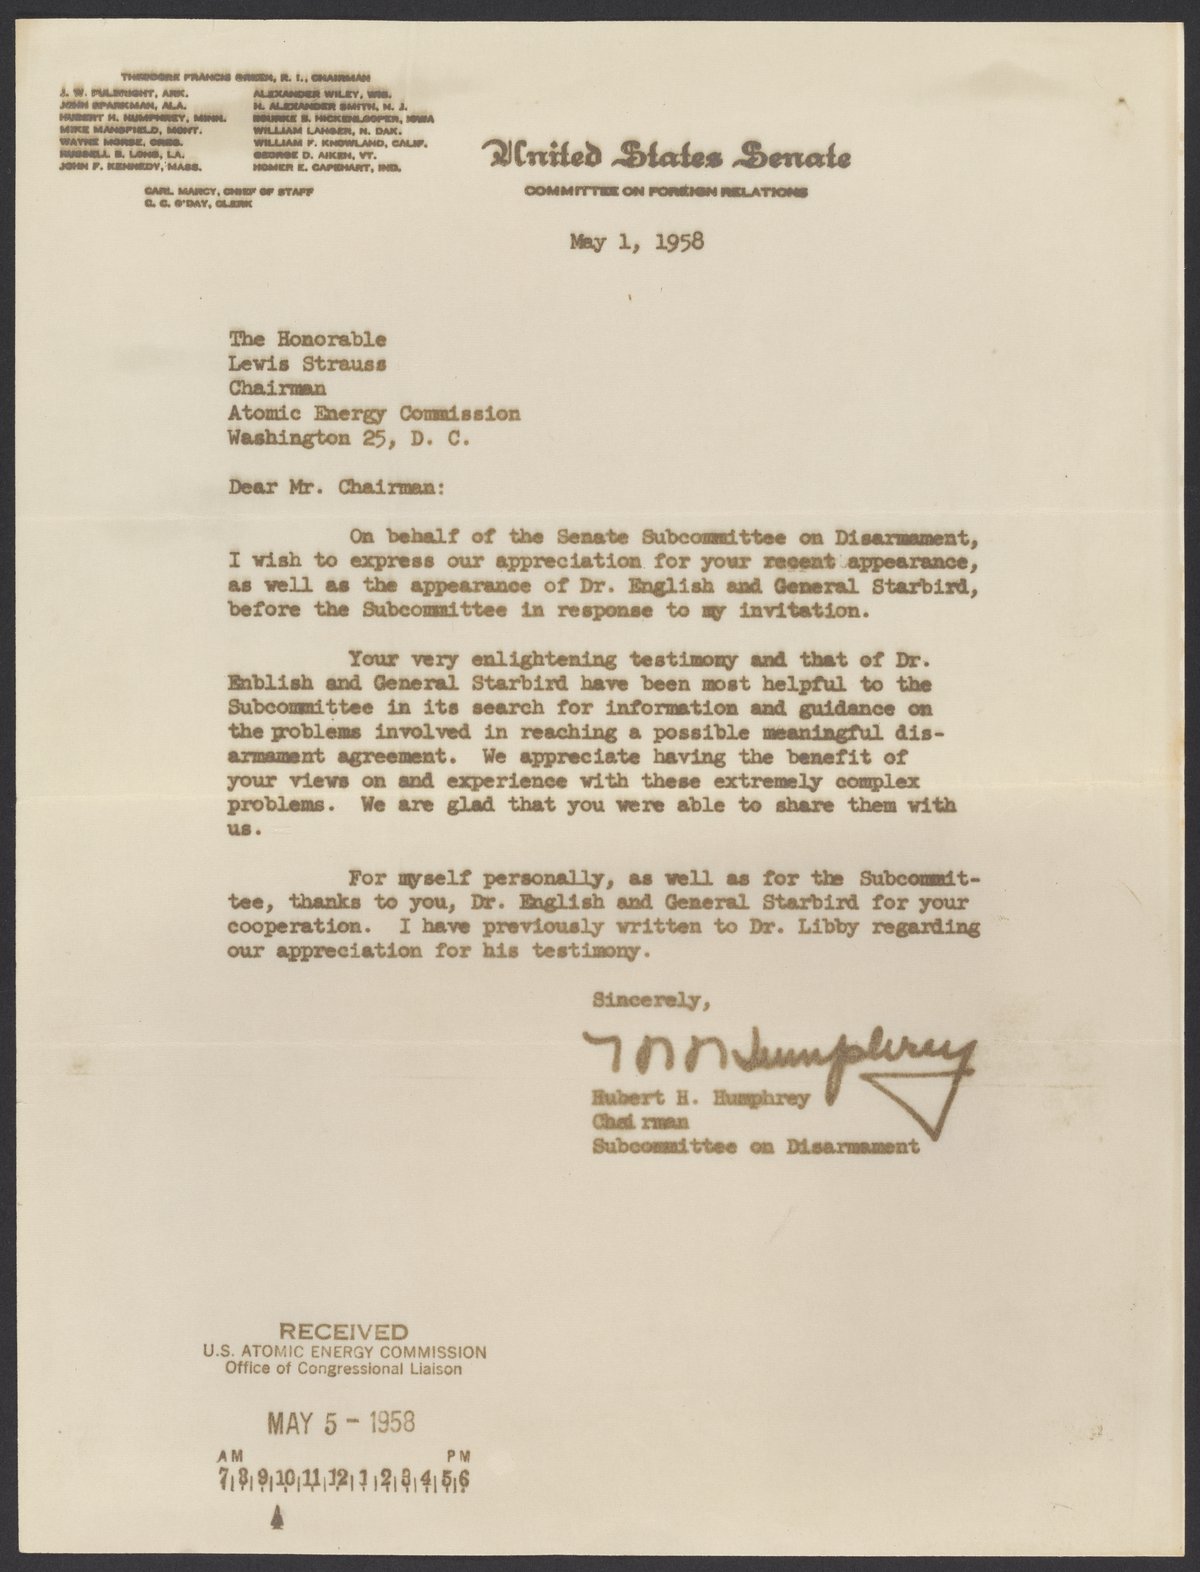 THEODORE FRANCIS GREEN, R. I., CHAIRMAN
J. W. FULBRIGHT, ARK.
JOHN SPARKMAN, ALA.
HUBERT H. HUMPHREY, MINN.
MIKE MANSFIELD, MONT.
WAYNE MORSE, OREG.
RUSSELL B. LONG, LA.
JOHN F. KENNEDY, MASS.
ALEXANDER WILEY, WIS.
H. ALEXANDER SMITH, N. J.
BOURKE B. HICKENLOOPER, IOWA
WILLIAM LANGER, N. DAK.
WILLIAM F. KNOWLAND, CALIF.
GEORGE D. AIKEN, VT.
HOMER E. CAPEHART, IND.
CARL MARCY, CHIEF OF STAFF
C. C. O'DAY, CLERK
United States Senate
COMMITTEE ON FOREIGN RELATIONS
May 1, 1958
The Honorable
Lewis Strauss
Chairman
Atomic Energy Commission
Washington 25, D. C.
Dear Mr. Chairman:
On behalf of the Senate Subcommittee on Disarmament,
I wish to express our appreciation for your recent appearance,
as well as the appearance of Dr. English and General Starbird,
before the Subcommittee in response to my invitation.
Your very enlightening testimony and that of Dr.
Enblish and General Starbird have been most helpful to the
Subcommittee in its search for information and guidance on
the problems involved in reaching a possible meaningful dis-
armament agreement. We appreciate having the benefit of
your views on and experience with these extremely complex
problems. We are glad that you were able to share them with
us.
For myself personally, as well as for the Subcommit-
tee, thanks to you, Dr. English and General Starbird for your
cooperation. I have previously written to Dr. Libby regarding
our appreciation for his testimony.
Sincerely,
Humphrey
Hubert H. Humphrey
Chairman
Subcommittee on Disarmament
RECEIVED
U.S. ATOMIC ENERGY COMMISSION
Office of Congressional Liaison
MAY 5 - 1958
AM PM
7 8 9 10 11 12 1 2 3 4 5 6